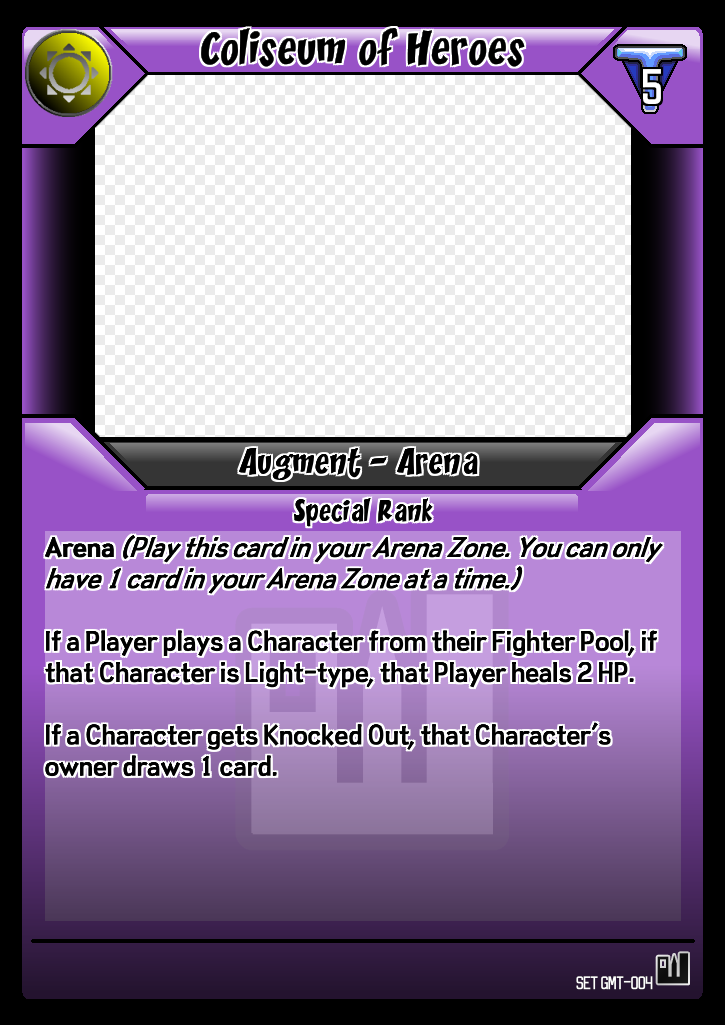 Coliseum of Heroes
5
Augment - Arena
Special Rank
Arena (Play this card in your Arena Zone. You can only
have 1 card in your Arena Zone at a time.)
If a Player plays a Character from their Fighter Pool, if
that Character is Light-type, that Player heals 2 HP.
If a Character gets Knocked Out, that Character's
owner draws 1 card.
SET GMT-004